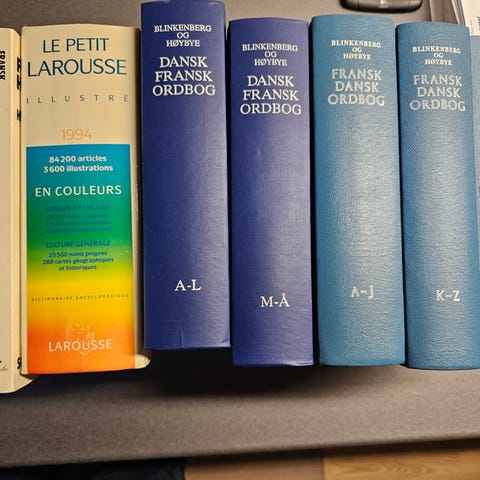 FRANSK
LE PETIT
LAROUSSE
ILLUSTRÉ
1994
84 200 articles
3 600 illustrations
EN COULEURS
LANGUE FRANÇAISE
CULTURE GÉNÉRALE
25 500 noms propres
288 cartes géographiques
et historiques
DICTIONNAIRE ENCYCLOPÉDIQUE
LAROUSSE
BLINKENBERG
OG
HØYBYE
DANSK
FRANSK
ORDBOG
A-L
BLINKENBERG
OG
HØYBYE
DANSK
FRANSK
ORDBOG
M-Å
BLINKENBERG
OG
HØYBYE
FRANSK
DANSK
ORDBOG
A-J
BLINKENBERG
OG
HØYBYE
FRANSK
DANSK
ORDBOG
K-Z